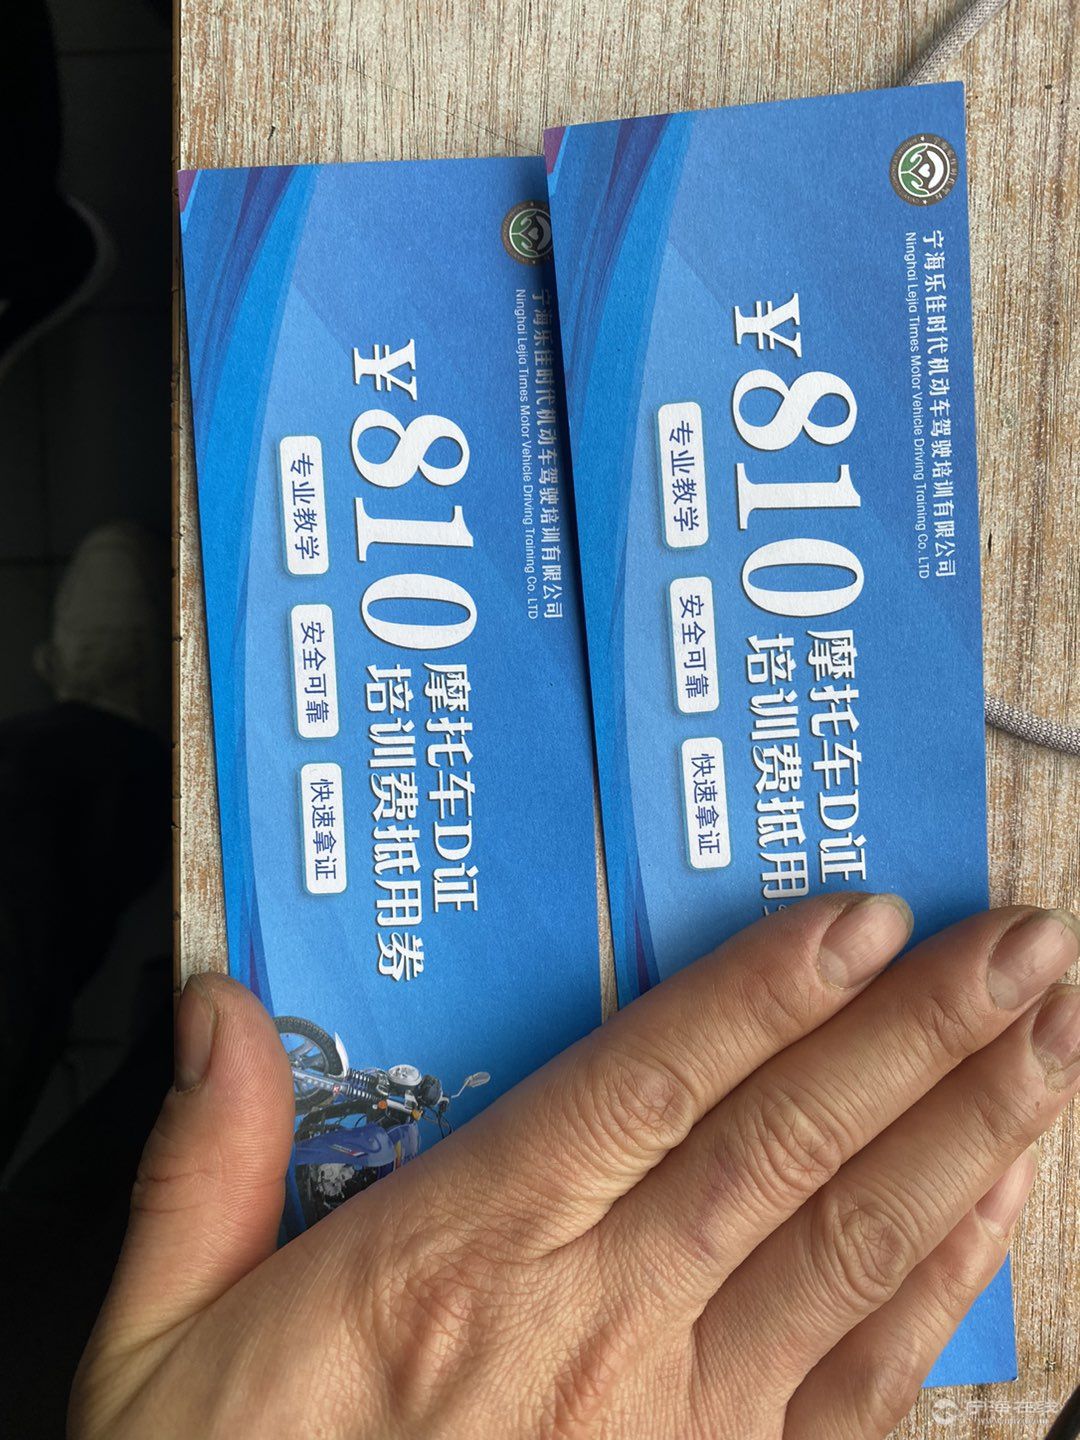 宁海乐佳时代机动车驾驶培训有限公司
Ninghai Lejia Times Motor Vehicle Driving Training Co. LTD
¥810
摩托车D证
培训费抵用券
专业教学
安全可靠
快速拿证
宁海乐佳时代机动车驾驶培训有限公司
Ninghai Lejia Times Motor Vehicle Driving Training Co. LTD
¥810
摩托车D证
培训费抵用
专业教学
安全可靠
快速拿证
宁海在线